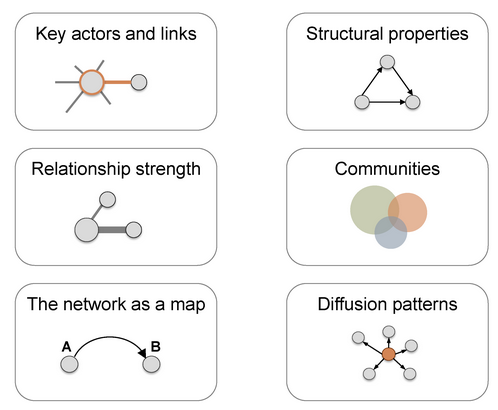 Key actors and links
Structural properties
Relationship strength
Communities
The network as a map
A
B
Diffusion patterns